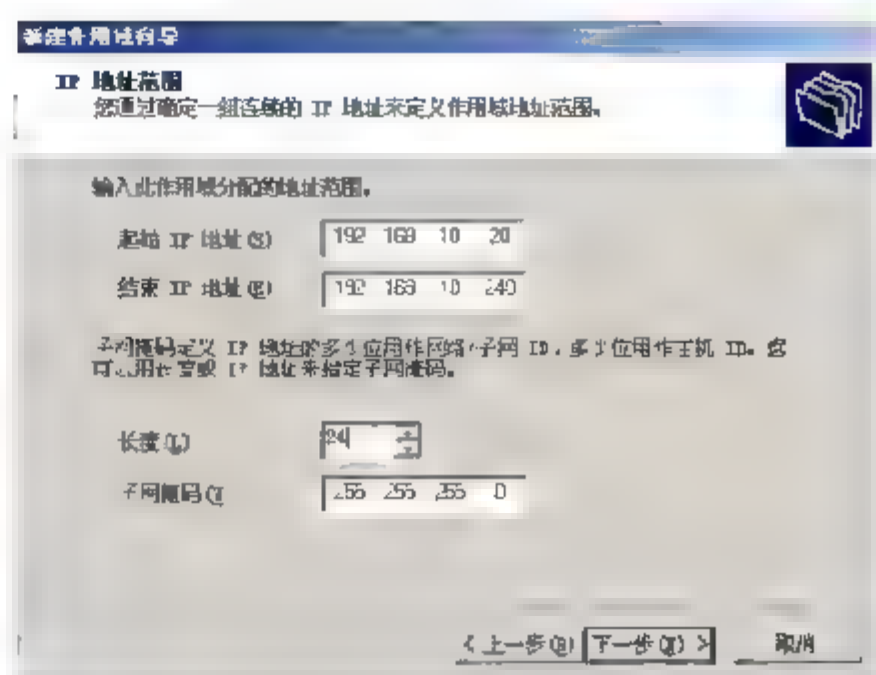 新建作用域向导
IP 地址范围
您通过确定一组连续的 IP 地址来定义作用域地址范围。
输入此作用域分配的地址范围。
起始 IP 地址(S)
192 168 10 20
结束 IP 地址(E)
192 168 10 240
子网掩码定义 IP 地址的多少位用作网络/子网 ID，多少位用作主机 ID。您
可以用长度或 IP 地址来指定子网掩码。
长度(L)
24
子网掩码(U)
255 255 255 0
< 上一步(B)
下一步(N) >
取消